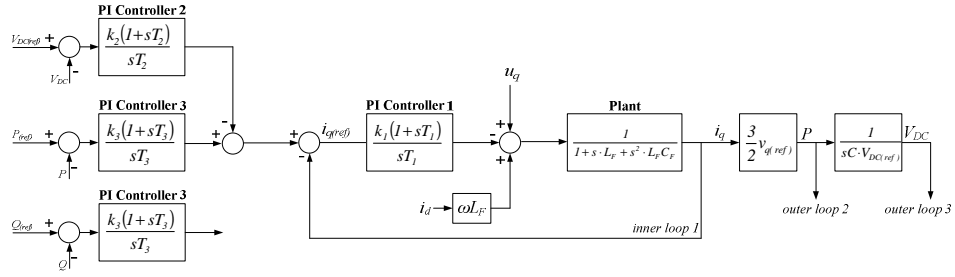 PI Controller 2
V_DC(ref) +
-
V_DC
k_2(1+sT_2)
sT_2
PI Controller 3
P_(ref) +
-
P
k_3(1+sT_3)
sT_3
+
-
PI Controller 3
Q_(ref) +
-
Q
k_3(1+sT_3)
sT_3
+
-
i_q(ref)
PI Controller 1
k_1(1+sT_1)
sT_1
u_q
-
+
+
i_d
ωL_F
Plant
1
1+s·L_F+s²·L_F C_F
i_q
inner loop 1
3
2
v_q(ref)
P
outer loop 2
1
sC·V_DC(ref)
V_DC
outer loop 3